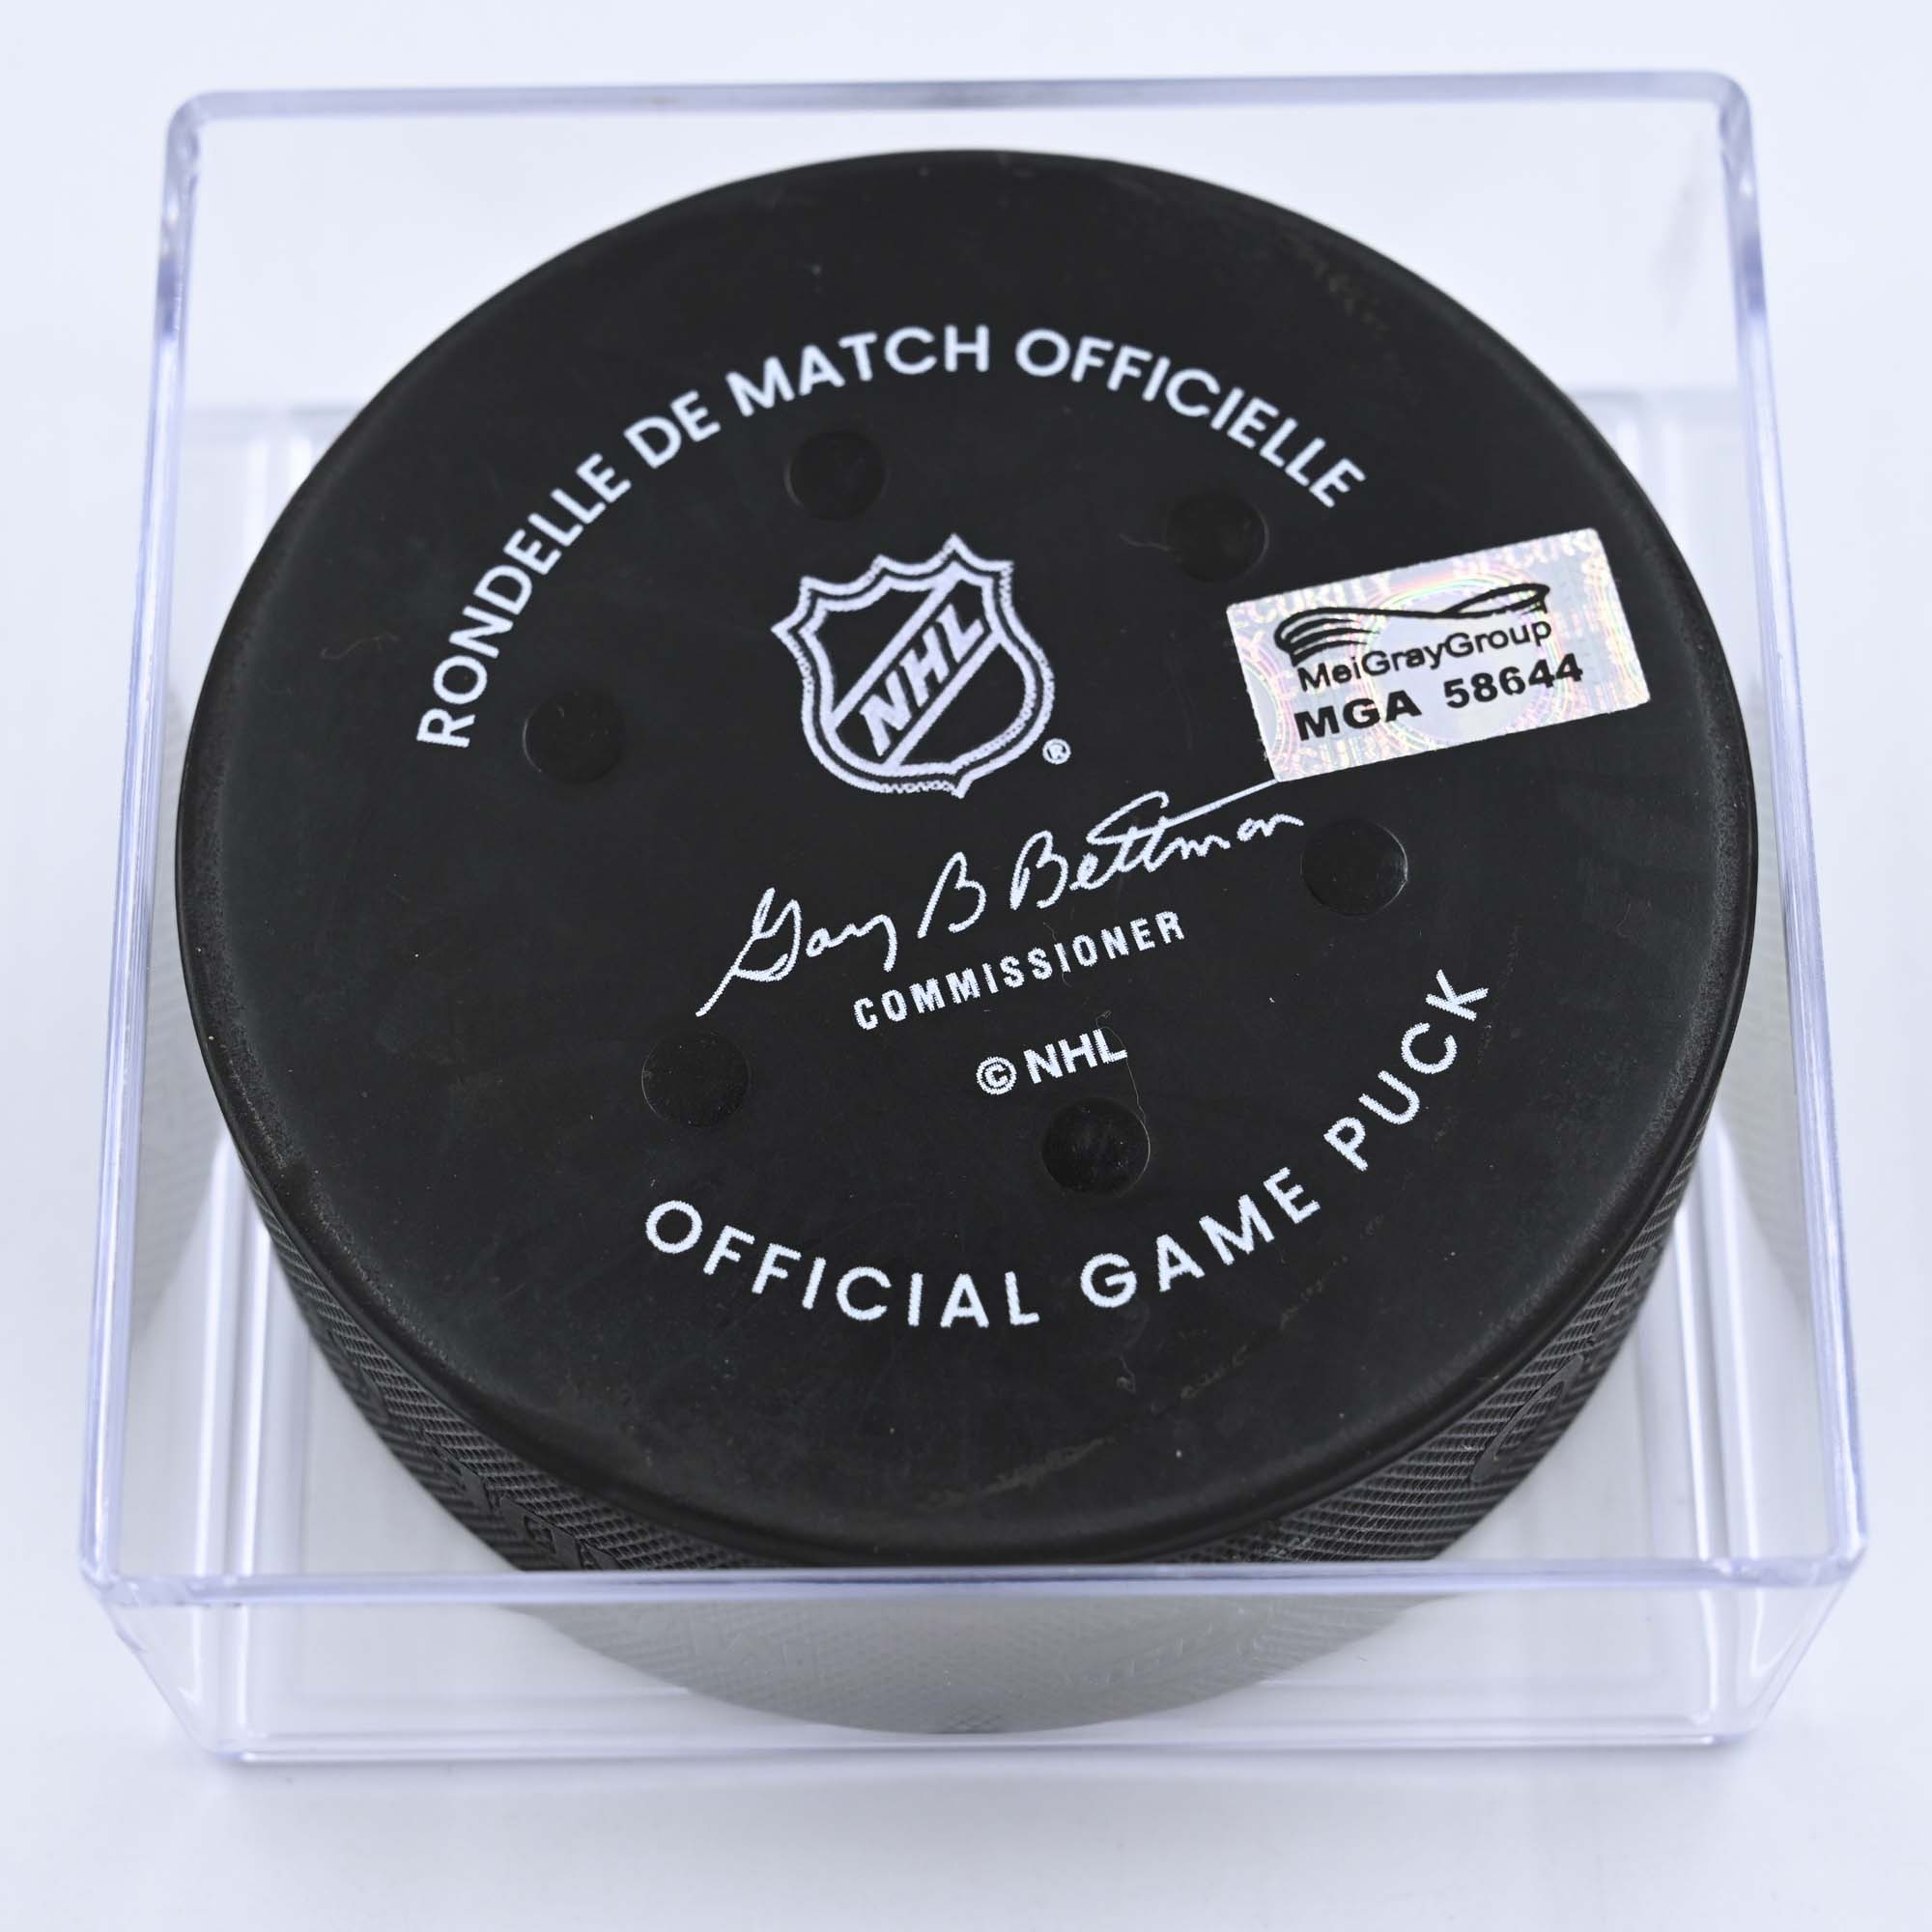 RONDELLE DE MATCH OFFICIELLE
NHL
®
MeiGrayGroup
MGA 58644
Gary B Bettman
COMMISSIONER
© NHL
OFFICIAL GAME PUCK